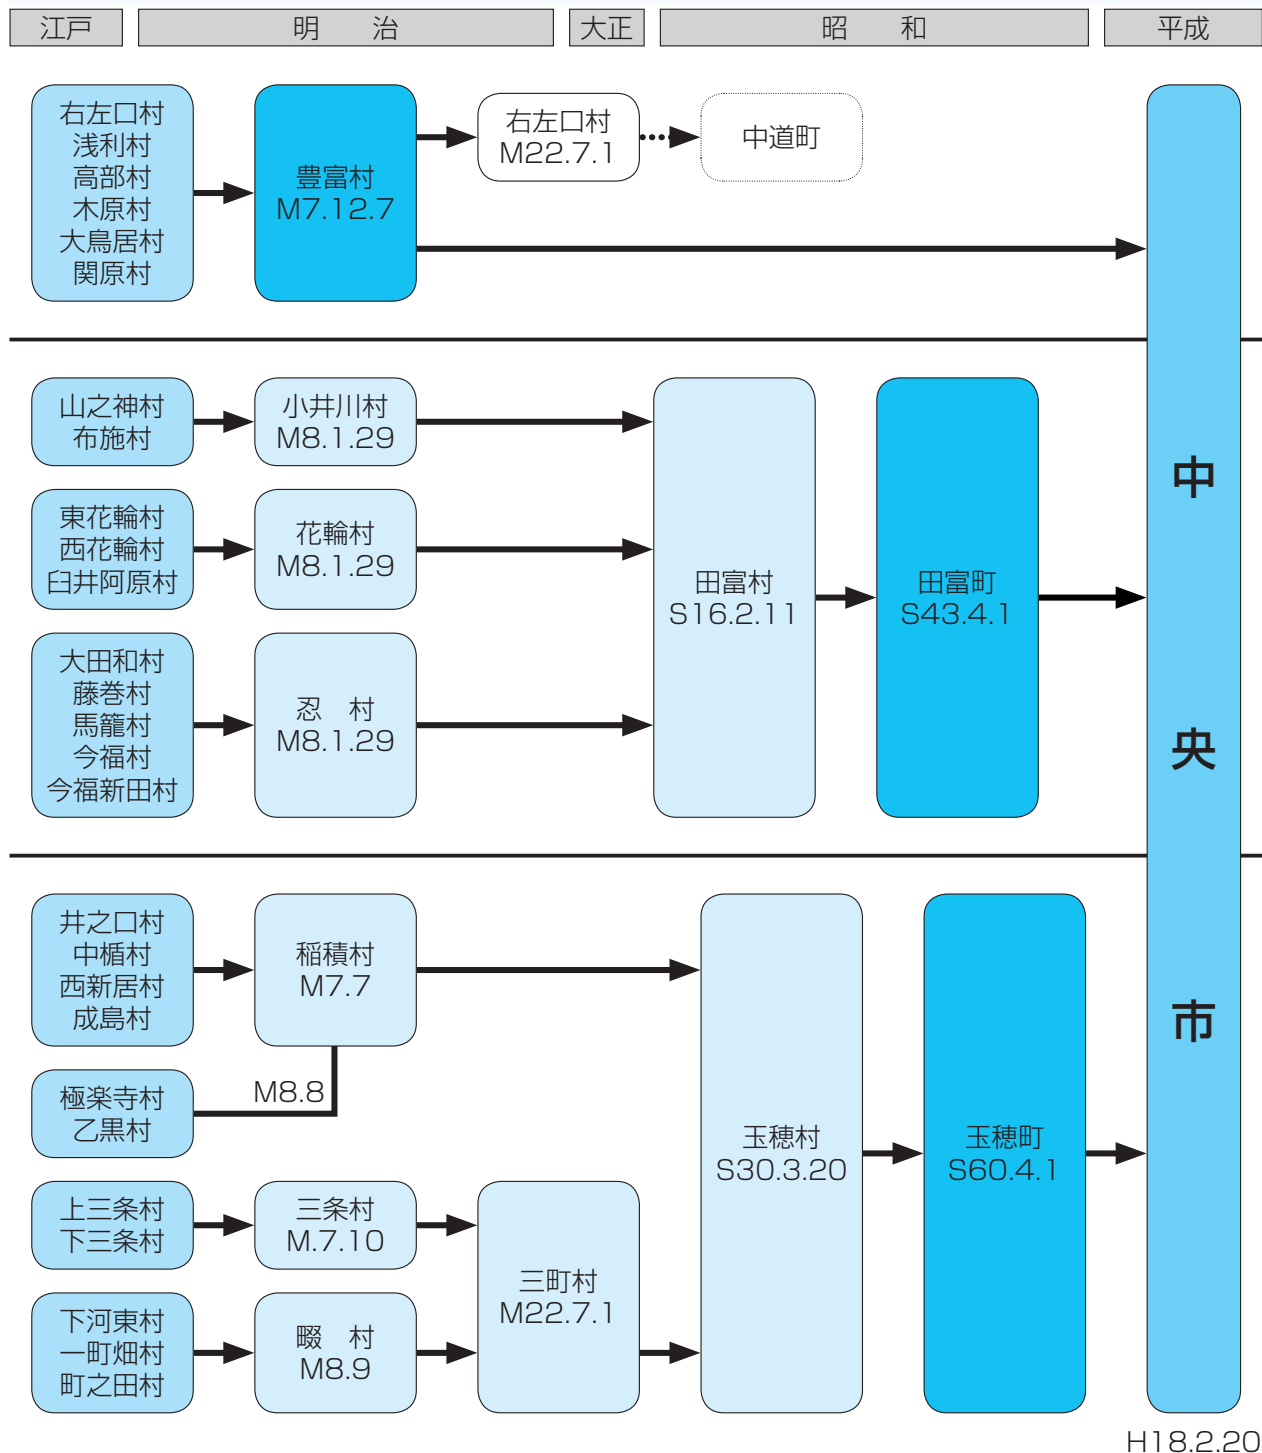 江戸
明　治
大正
昭　和
平成
右左口村
浅利村
高部村
木原村
大鳥居村
関原村
豊富村
M7.12.7
右左口村
M22.7.1
中道町
山之神村
布施村
小井川村
M8.1.29
東花輪村
西花輪村
臼井阿原村
花輪村
M8.1.29
大田和村
藤巻村
馬籠村
今福村
今福新田村
忍　村
M8.1.29
田富村
S16.2.11
田富町
S43.4.1
井之口村
中楯村
西新居村
成島村
稲積村
M7.7
極楽寺村
乙黒村
M8.8
上三条村
下三条村
三条村
M.7.10
下河東村
一町畑村
町之田村
畷　村
M8.9
三町村
M22.7.1
玉穂村
S30.3.20
玉穂町
S60.4.1
中
央
市
H18.2.20